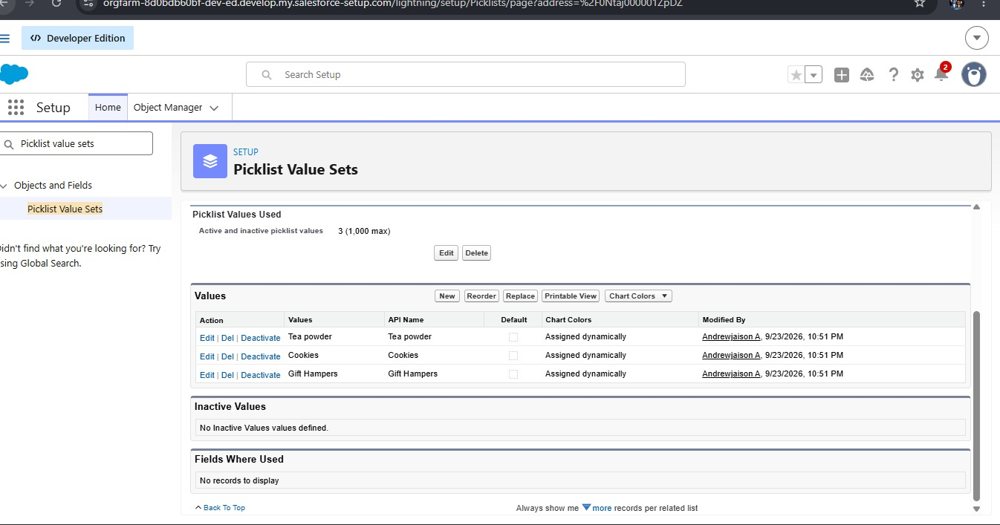 orgfarm-8d0bdb60bf-dev-ed.develop.my.salesforce-setup.com/lightning/setup/Picklists/page?address=%2F0Ntaj000001ZpDZ
Developer Edition
Search Setup
2
Setup
Home
Object Manager
Picklist value sets
Objects and Fields
Picklist Value Sets
idn't find what you're looking for? Try
sing Global Search.
SETUP
Picklist Value Sets
Picklist Values Used
Active and inactive picklist values 3 (1,000 max)
Edit Delete
Values New Reorder Replace Printable View Chart Colors
Action Values API Name Default Chart Colors Modified By
Edit | Del | Deactivate Tea powder Tea powder Assigned dynamically Andrewjaison A, 9/23/2026, 10:51 PM
Edit | Del | Deactivate Cookies Cookies Assigned dynamically Andrewjaison A, 9/23/2026, 10:51 PM
Edit | Del | Deactivate Gift Hampers Gift Hampers Assigned dynamically Andrewjaison A, 9/23/2026, 10:51 PM
Inactive Values
No Inactive Values values defined.
Fields Where Used
No records to display
Back To Top
Always show me more records per related list